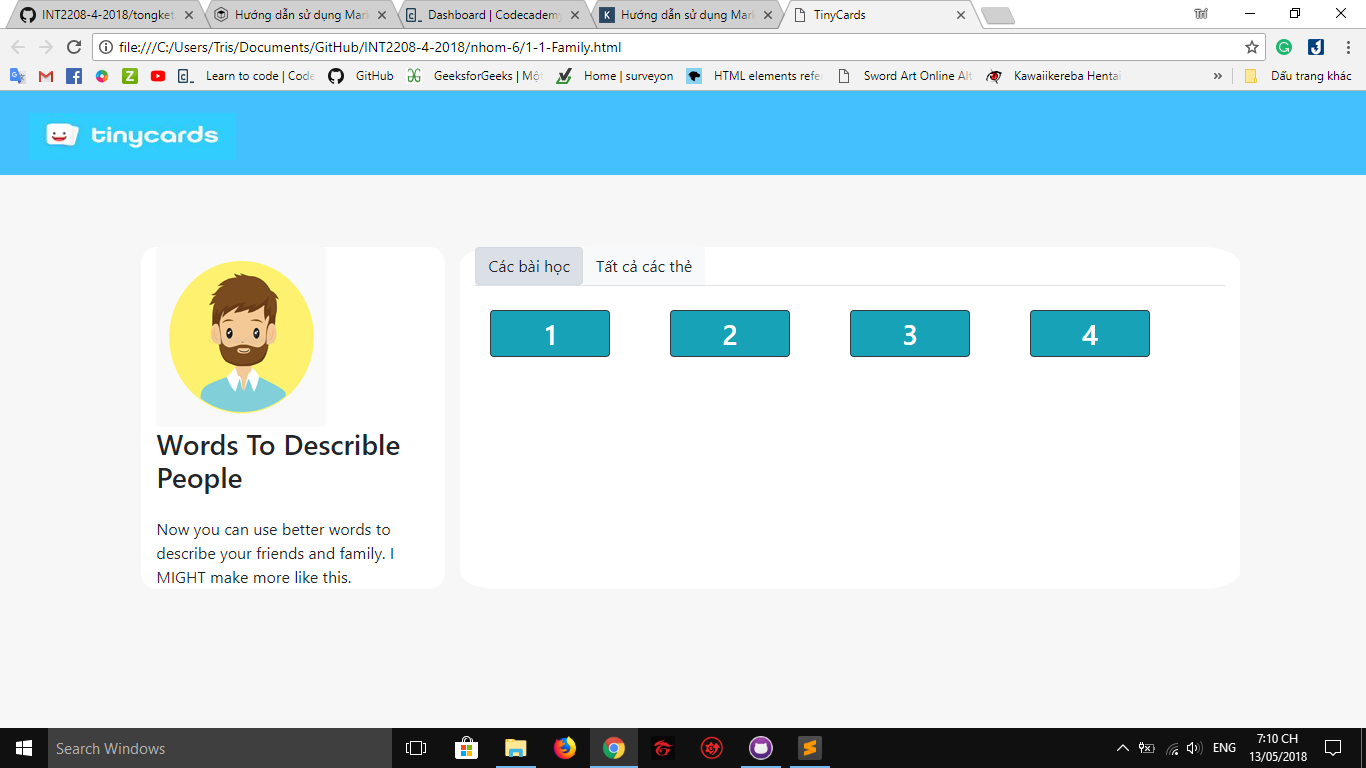 INT2208-4-2018/tongket
Hướng dẫn sử dụng Mark
Dashboard | Codecademy
Hướng dẫn sử dụng Mark
TinyCards
Trí
file:///C:/Users/Tris/Documents/GitHub/INT2208-4-2018/nhom-6/1-1-Family.html
Learn to code | Code
GitHub
GeeksforGeeks | Một
Home | surveyon
HTML elements refe
Sword Art Online Alt
Kawaiikereba Hentai
»
Dấu trang khác
tinycards
Các bài học
Tất cả các thẻ
1
2
3
4
Words To Describle
People
Now you can use better words to
describe your friends and family. I
MIGHT make more like this.
Search Windows
ENG
7:10 CH
13/05/2018